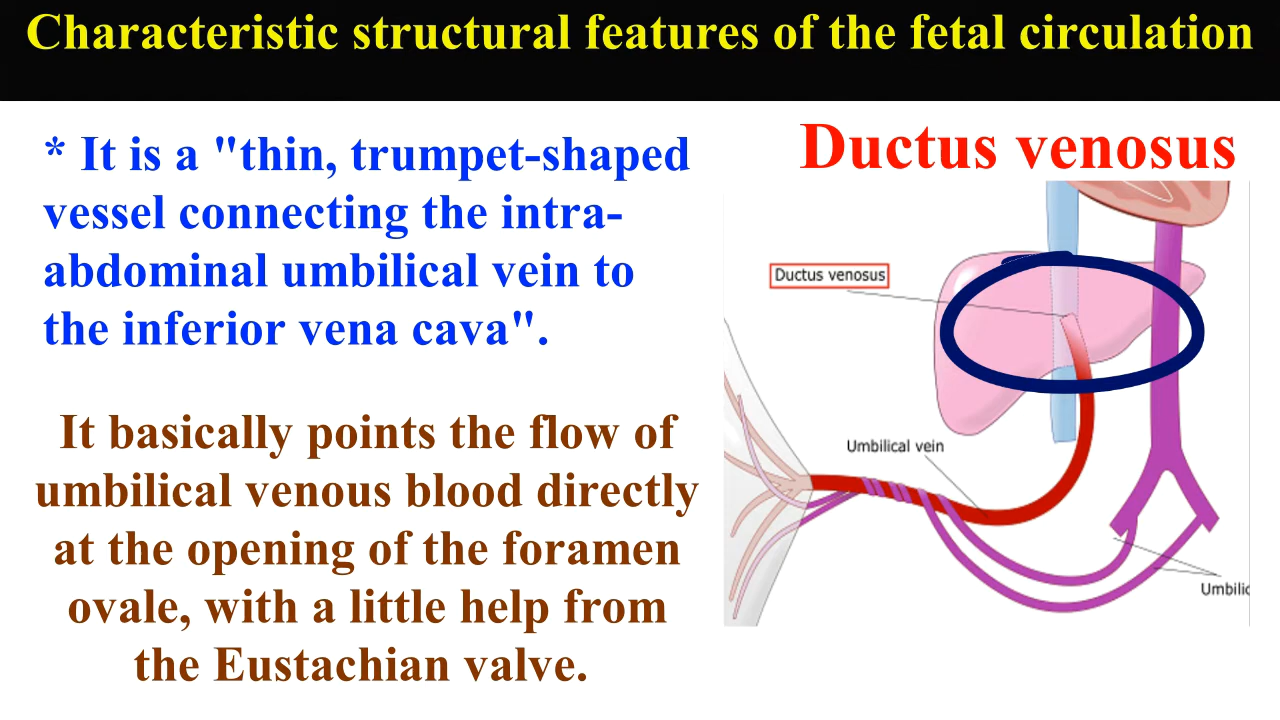 Characteristic structural features of the fetal circulation
* It is a "thin, trumpet-shaped
vessel connecting the intra-
abdominal umbilical vein to
the inferior vena cava".
It basically points the flow of
umbilical venous blood directly
at the opening of the foramen
ovale, with a little help from
the Eustachian valve.
Ductus venosus
Ductus venosus
Umbilical vein